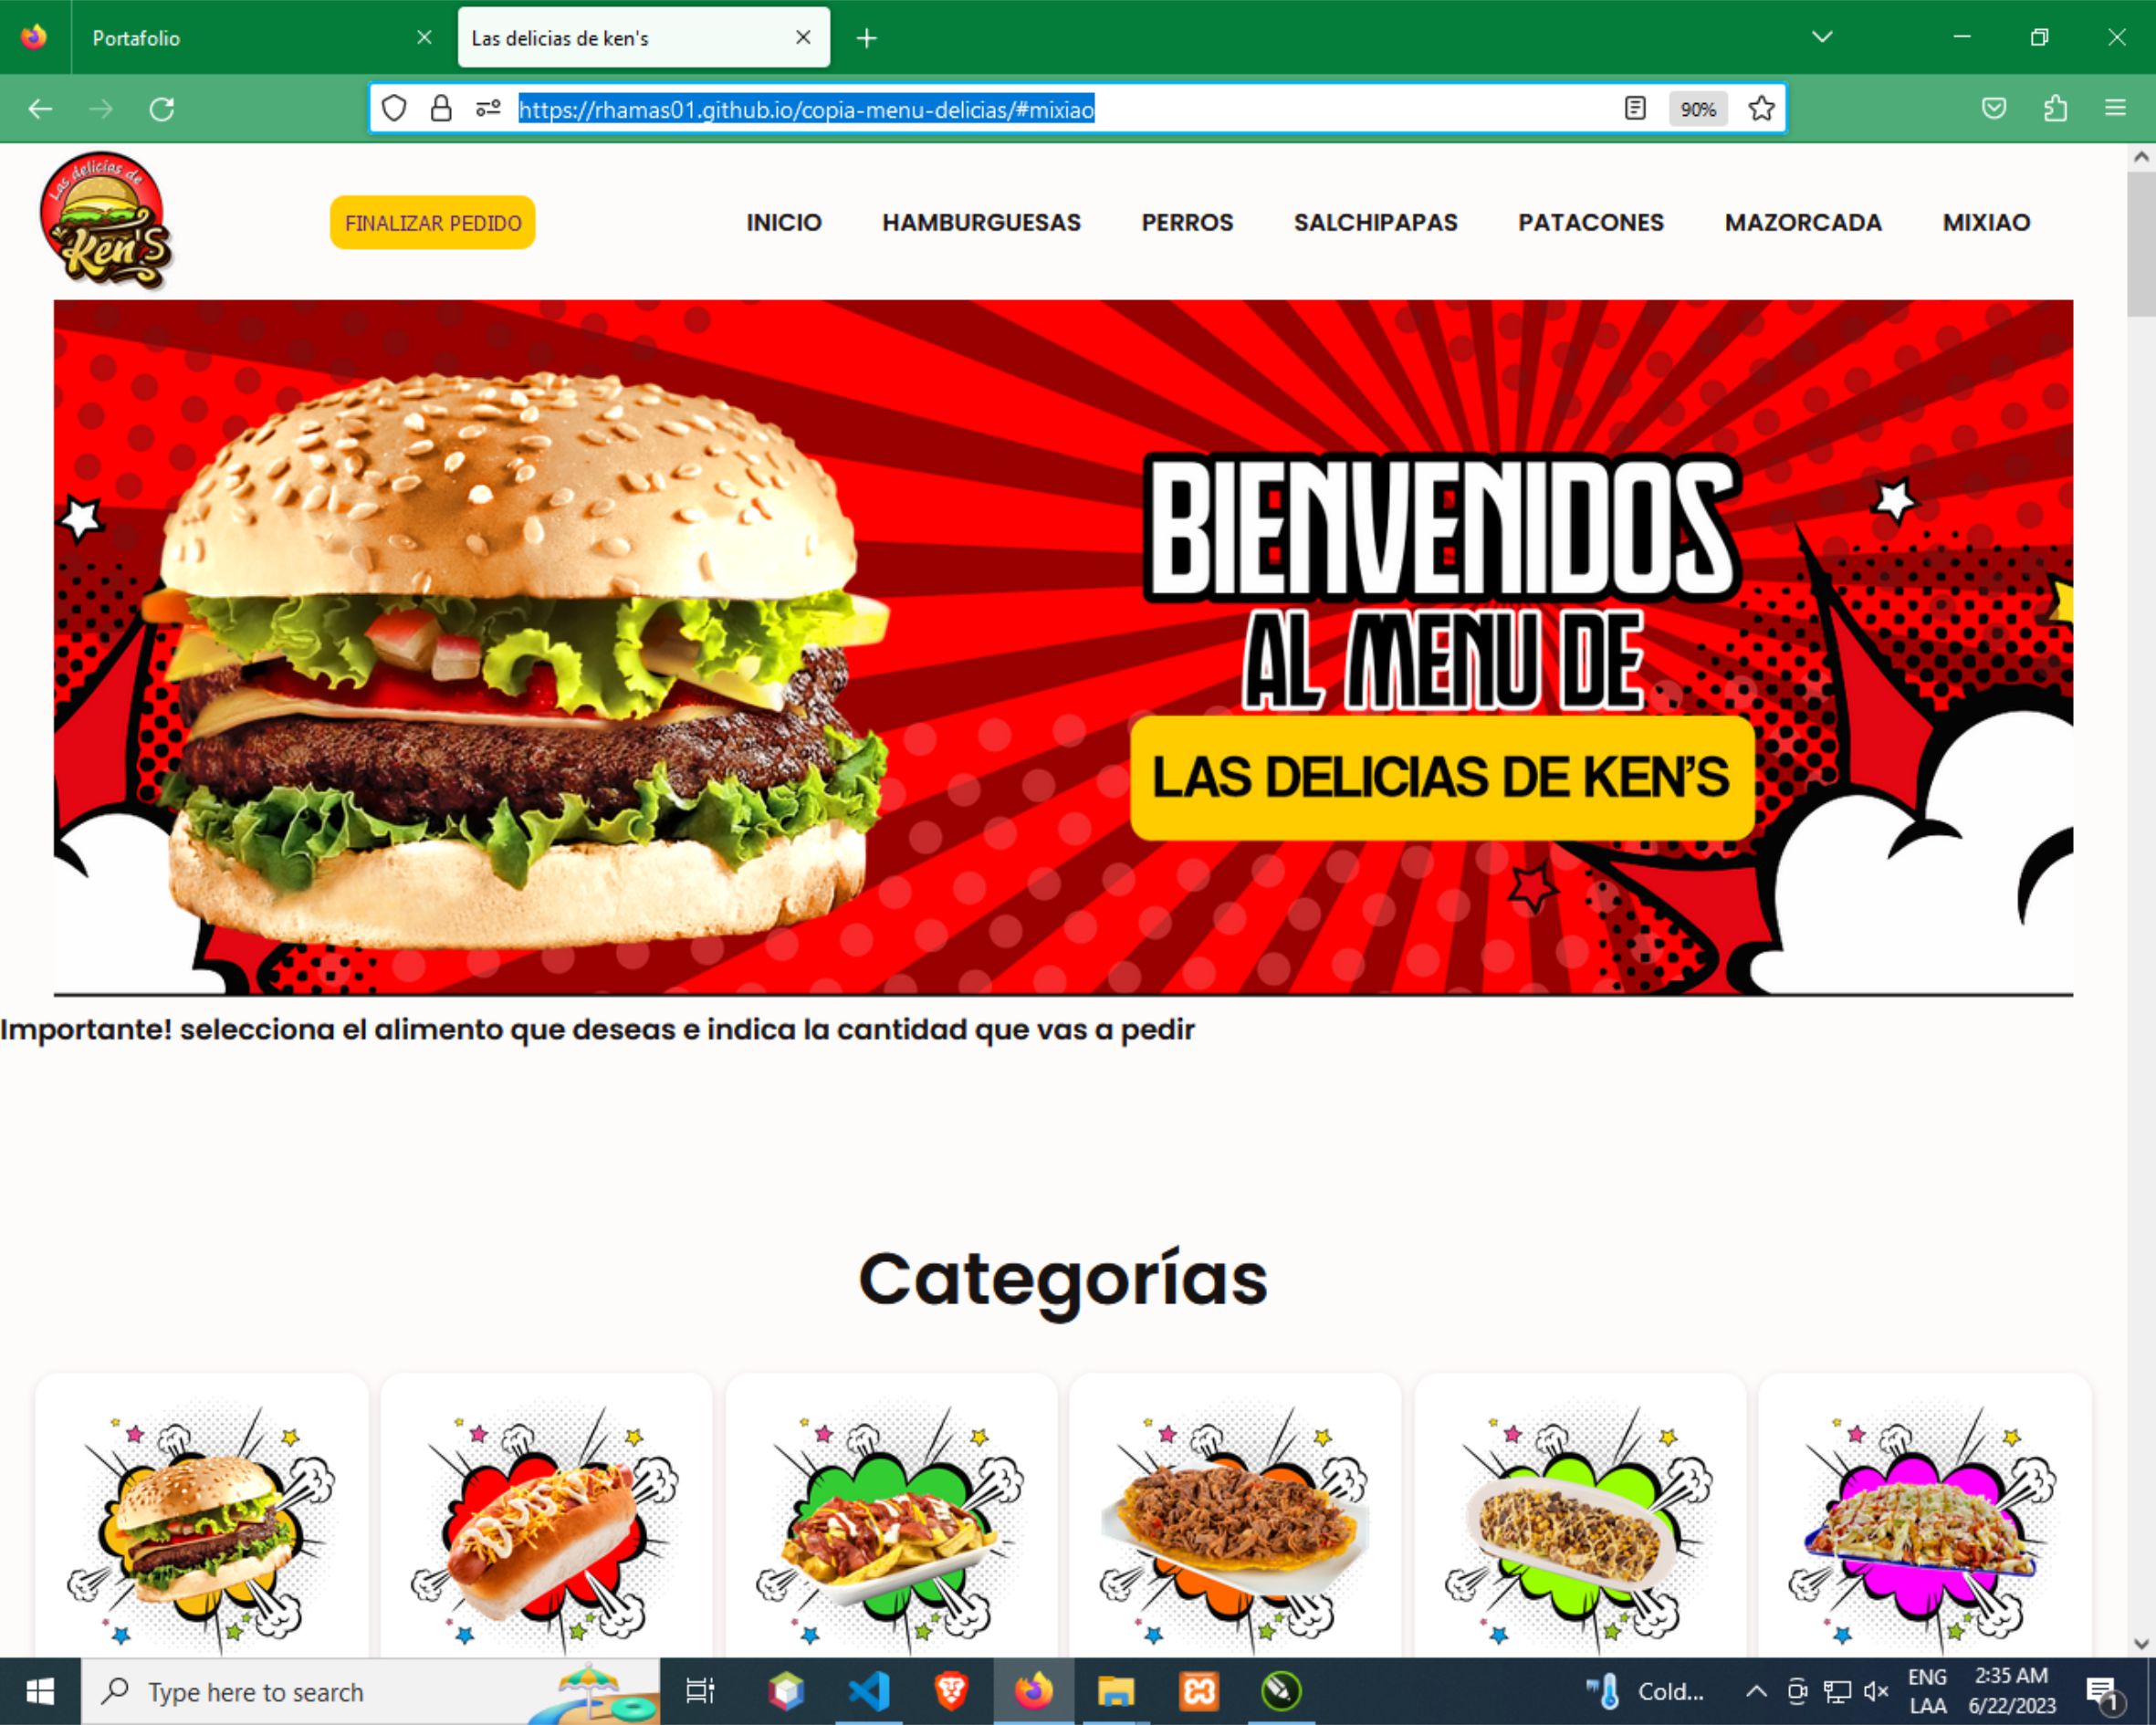 Portafolio
Las delicias de ken's
https://rhamas01.github.io/copia-menu-delicias/#mixiao
90%
Las delicias de
Ken'S
FINALIZAR PEDIDO
INICIO
HAMBURGUESAS
PERROS
SALCHIPAPAS
PATACONES
MAZORCADA
MIXIAO
BIENVENIDOS
AL MENU DE
LAS DELICIAS DE KEN'S
Importante! selecciona el alimento que deseas e indica la cantidad que vas a pedir
Categorías
Type here to search
Cold...
ENG
LAA
2:35 AM
6/22/2023
1